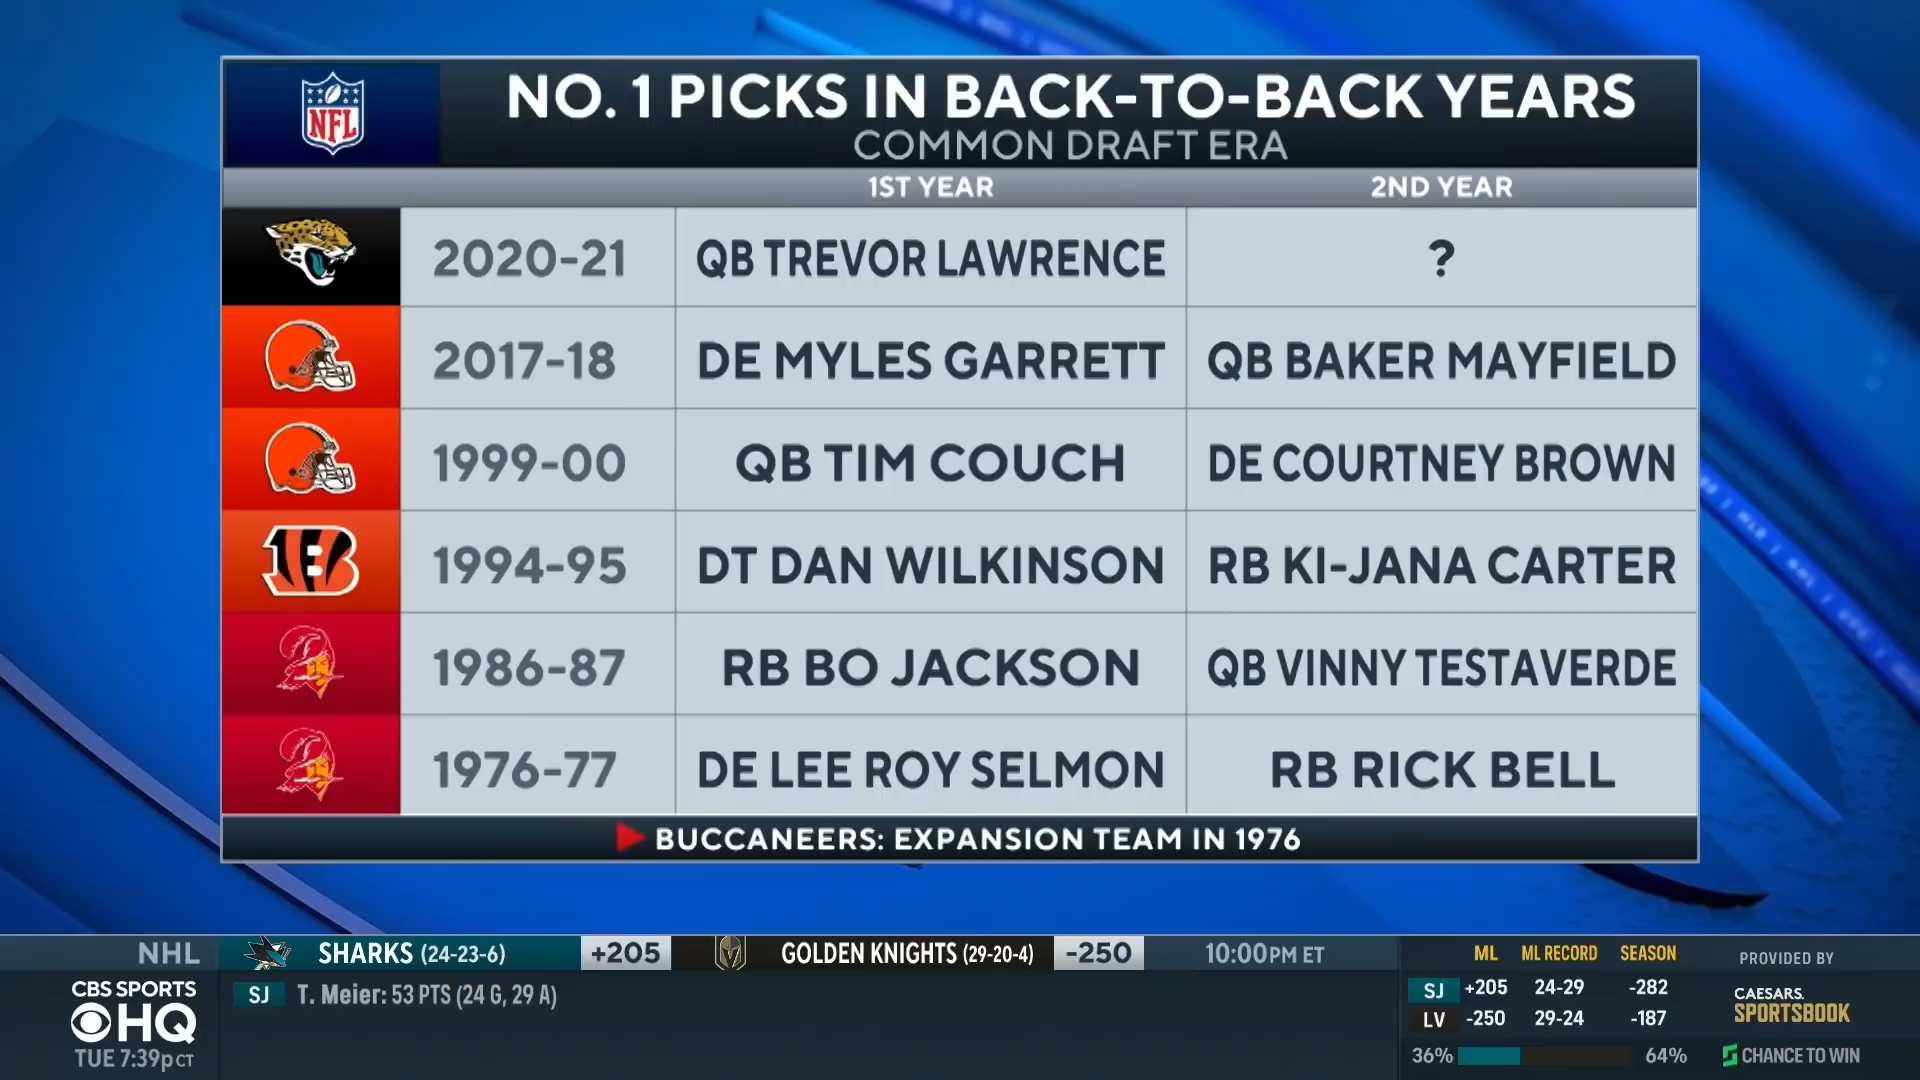 NFL
NO. 1 PICKS IN BACK-TO-BACK YEARS
COMMON DRAFT ERA
1ST YEAR 2ND YEAR
2020-21 QB TREVOR LAWRENCE ?
2017-18 DE MYLES GARRETT QB BAKER MAYFIELD
1999-00 QB TIM COUCH DE COURTNEY BROWN
B 1994-95 DT DAN WILKINSON RB KI-JANA CARTER
1986-87 RB BO JACKSON QB VINNY TESTAVERDE
1976-77 DE LEE ROY SELMON RB RICK BELL
BUCCANEERS: EXPANSION TEAM IN 1976
NHL SHARKS (24-23-6) +205 GOLDEN KNIGHTS (29-20-4) -250 10:00PM ET
SJ T. Meier: 53 PTS (24 G, 29 A)
CBS SPORTS
HQ
TUE 7:39p CT
ML ML RECORD SEASON
SJ +205 24-29 -282
LV -250 29-24 -187
36% 64%
PROVIDED BY
CAESARS
SPORTSBOOK
CHANCE TO WIN